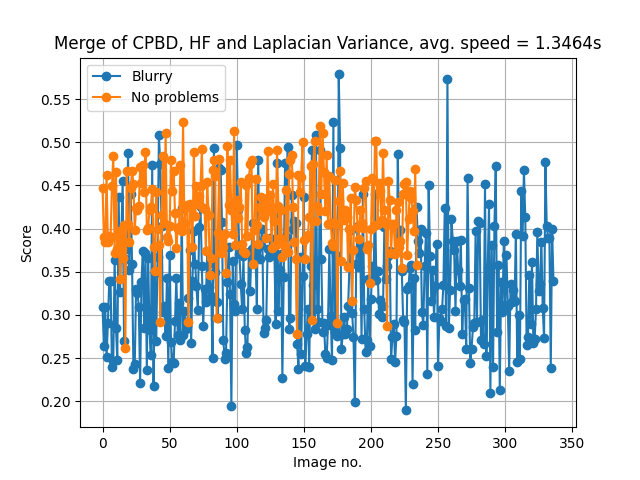 Merge of CPBD, HF and Laplacian Variance, avg. speed = 1.3464s
Blurry
No problems
Score
0.55
0.50
0.45
0.40
0.35
0.30
0.25
0.20
0 50 100 150 200 250 300 350
Image no.